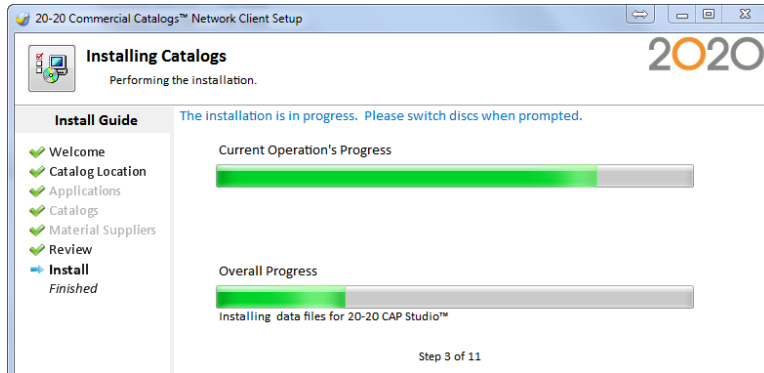 20-20 Commercial Catalogs™ Network Client Setup
Installing Catalogs
Performing the installation.
2020
Install Guide
The installation is in progress. Please switch discs when prompted.
Welcome
Catalog Location
Applications
Catalogs
Material Suppliers
Review
Install
Finished
Current Operation's Progress
Overall Progress
Installing data files for 20-20 CAP Studio™
Step 3 of 11